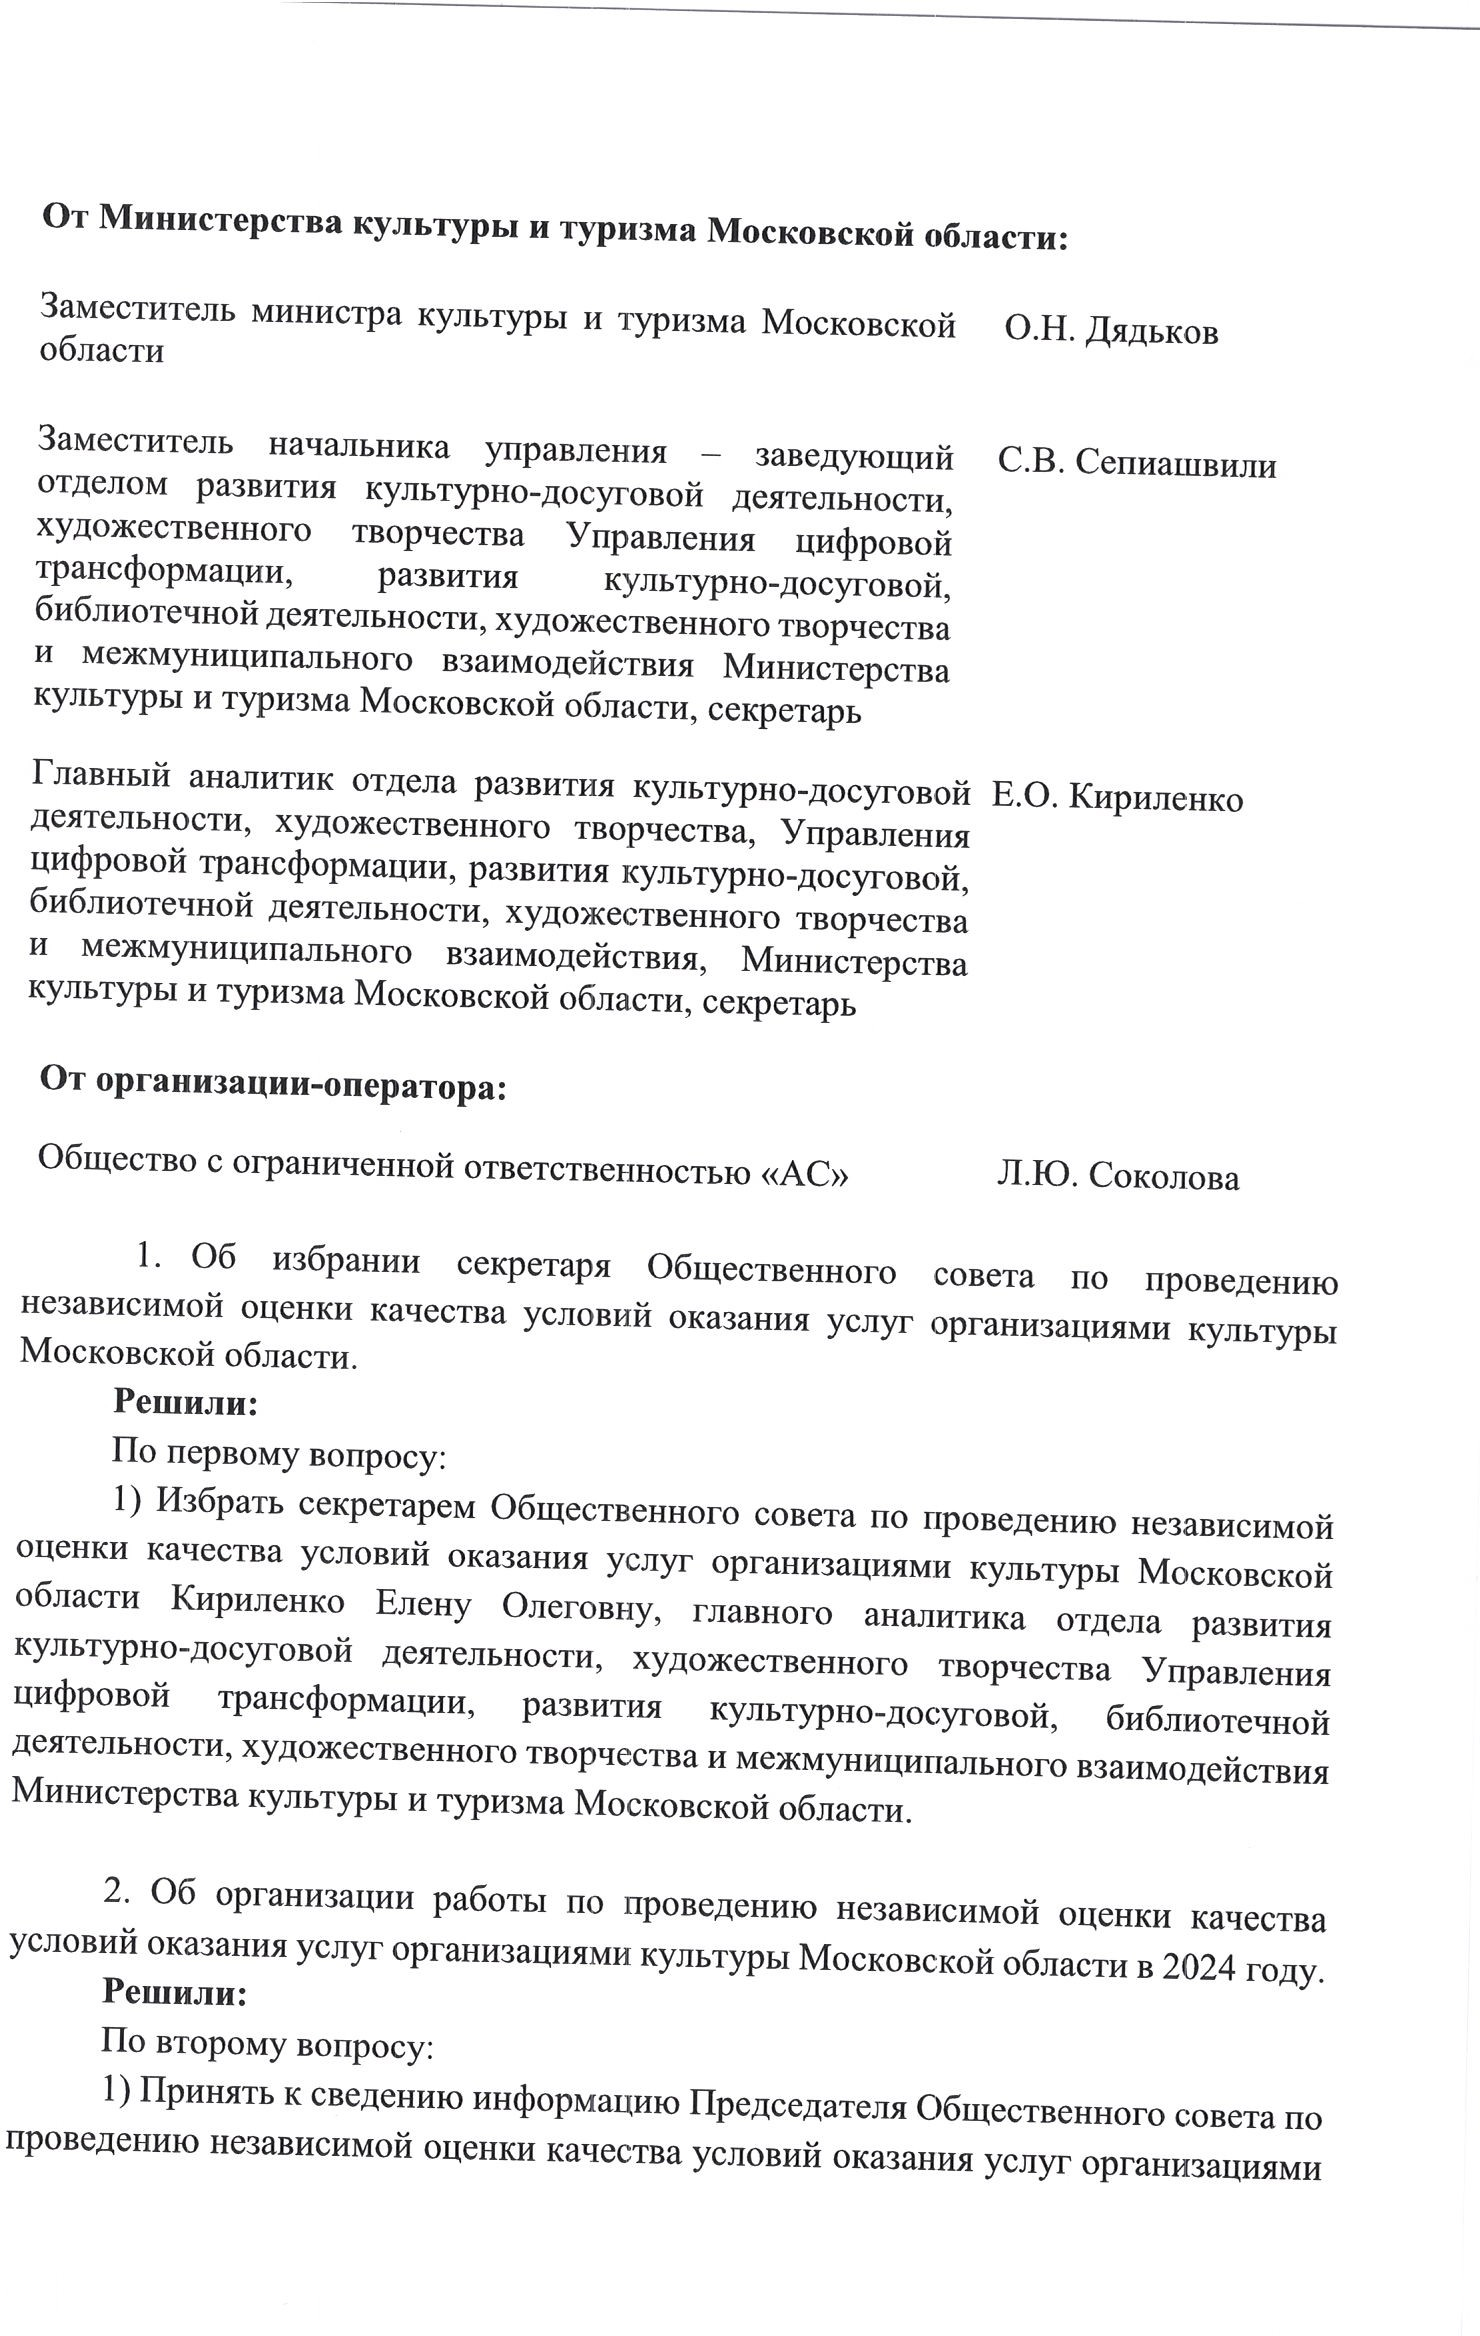 От Министерства культуры и туризма Московской области:
Заместитель министра культуры и туризма Московской О.Н. Дядьков
области
Заместитель начальника управления – заведующий С.В. Сепиашвили
отделом развития культурно-досуговой деятельности,
художественного творчества Управления цифровой
трансформации, развития культурно-досуговой,
библиотечной деятельности, художественного творчества
и межмуниципального взаимодействия Министерства
культуры и туризма Московской области, секретарь
Главный аналитик отдела развития культурно-досуговой Е.О. Кириленко
деятельности, художественного творчества, Управления
цифровой трансформации, развития культурно-досуговой,
библиотечной деятельности, художественного творчества
и межмуниципального взаимодействия, Министерства
культуры и туризма Московской области, секретарь
От организации-оператора:
Общество с ограниченной ответственностью «АС» Л.Ю. Соколова
1. Об избрании секретаря Общественного совета по проведению
независимой оценки качества условий оказания услуг организациями культуры
Московской области.
Решили:
По первому вопросу:
1) Избрать секретарем Общественного совета по проведению независимой
оценки качества условий оказания услуг организациями культуры Московской
области Кириленко Елену Олеговну, главного аналитика отдела развития
культурно-досуговой деятельности, художественного творчества Управления
цифровой трансформации, развития культурно-досуговой, библиотечной
деятельности, художественного творчества и межмуниципального взаимодействия
Министерства культуры и туризма Московской области.
2. Об организации работы по проведению независимой оценки качества
условий оказания услуг организациями культуры Московской области в 2024 году.
Решили:
По второму вопросу:
1) Принять к сведению информацию Председателя Общественного совета по
проведению независимой оценки качества условий оказания услуг организациями